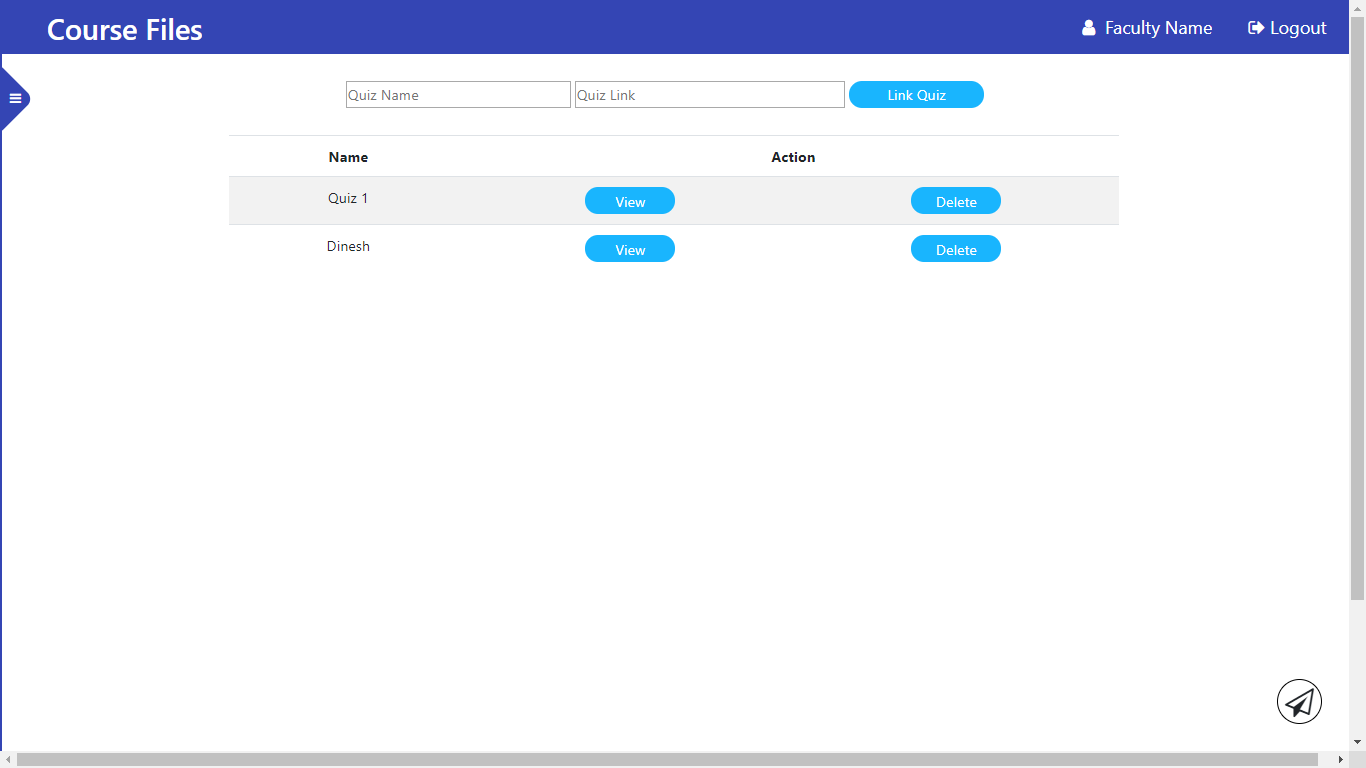 Course Files
Faculty Name
Logout
Quiz Name
Quiz Link
Link Quiz
Name
Action
Quiz 1
View
Delete
Dinesh
View
Delete